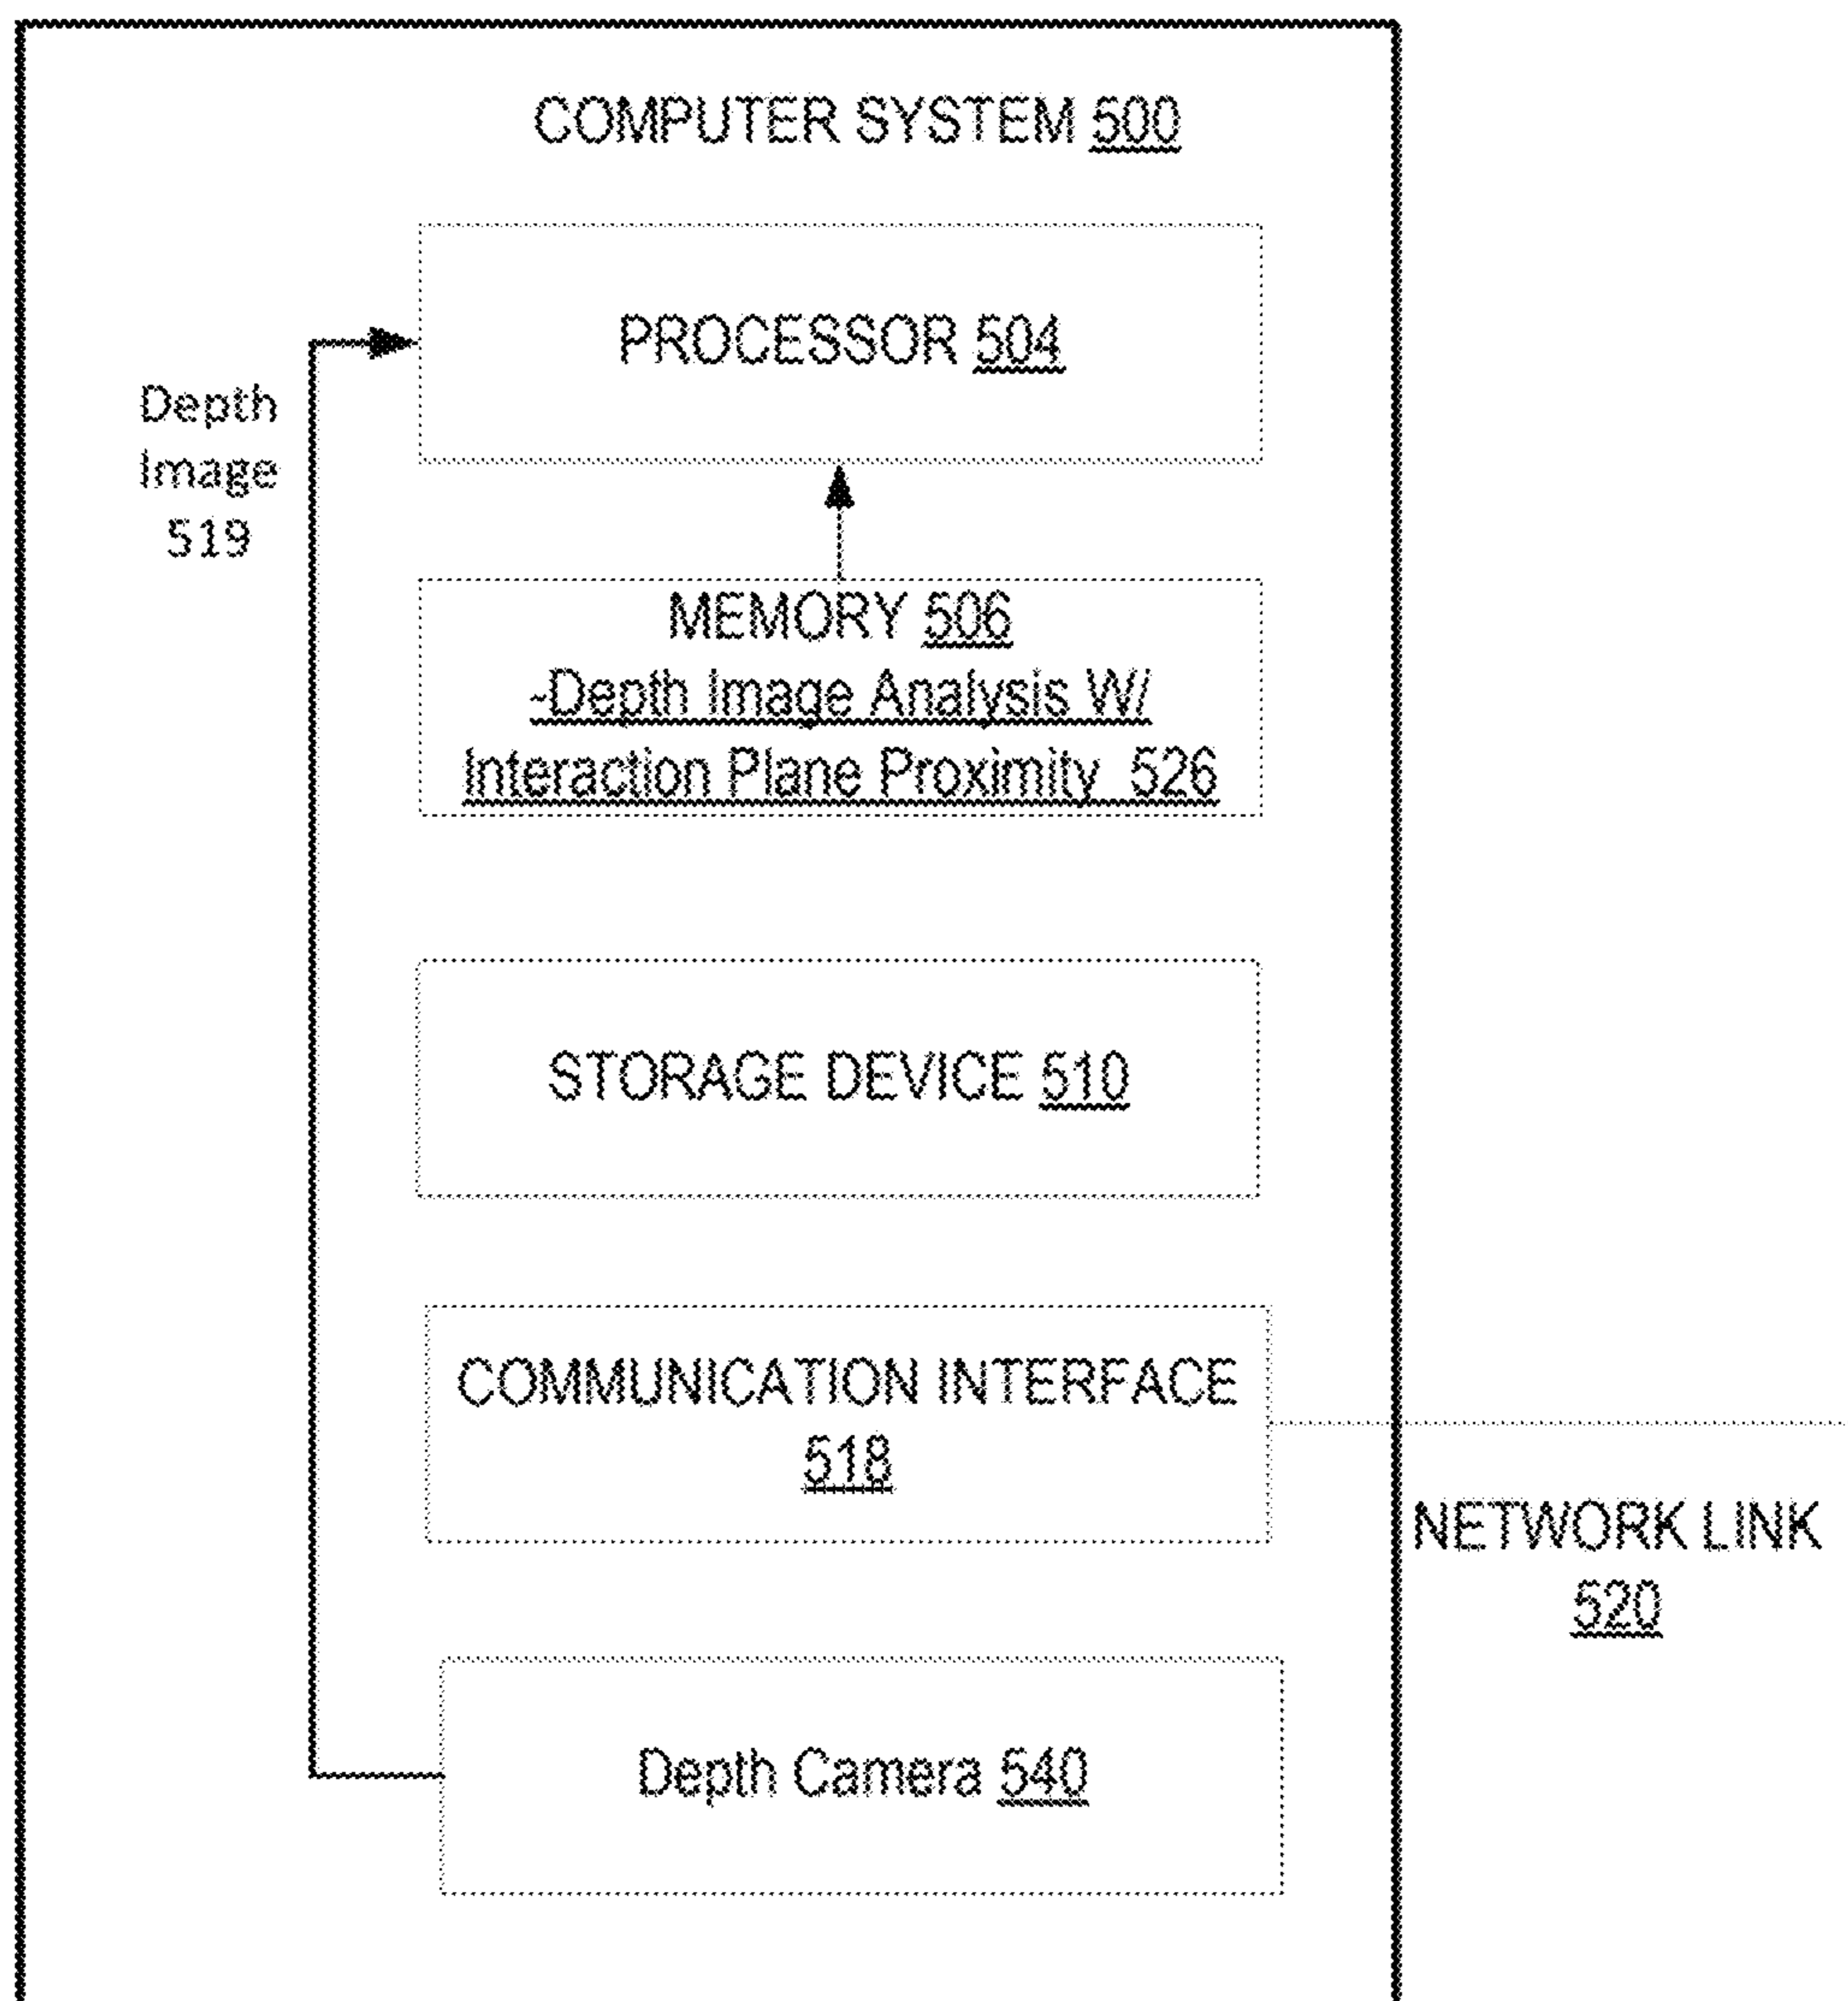 COMPUTER SYSTEM 500
PROCESSOR 504
Depth
Image
519
MEMORY 506
-Depth Image Analysis W/
Interaction Plane Proximity 526
STORAGE DEVICE 510
COMMUNICATION INTERFACE
518
NETWORK LINK
520
Depth Camera 540